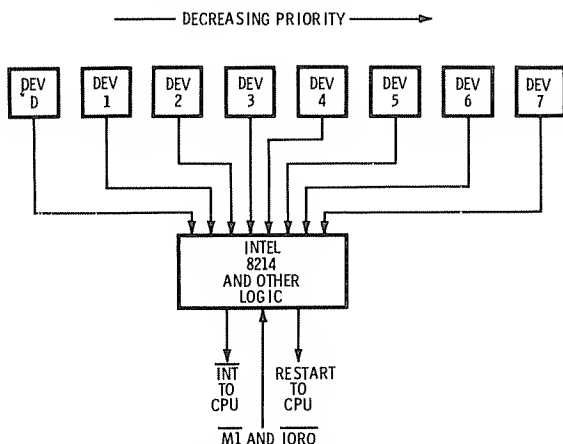 DECREASING PRIORITY
DEV D
DEV 1
DEV 2
DEV 3
DEV 4
DEV 5
DEV 6
DEV 7
INTEL
8214
AND OTHER
LOGIC
INT
TO
CPU
RESTART
TO
CPU
M1 AND IORQ